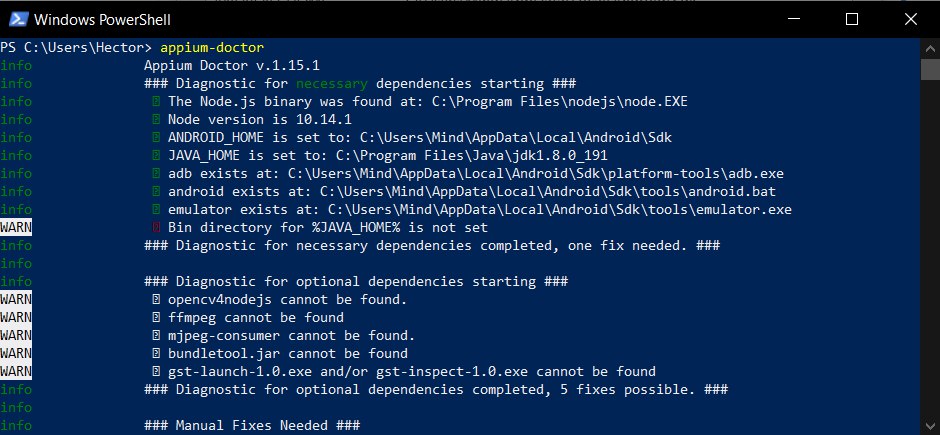 Windows PowerShell
PS C:\Users\Hector> appium-doctor
info Appium Doctor v.1.15.1
info ### Diagnostic for necessary dependencies starting ###
info The Node.js binary was found at: C:\Program Files\nodejs\node.EXE
info Node version is 10.14.1
info ANDROID_HOME is set to: C:\Users\Mind\AppData\Local\Android\Sdk
info JAVA_HOME is set to: C:\Program Files\Java\jdk1.8.0_191
info adb exists at: C:\Users\Mind\AppData\Local\Android\Sdk\platform-tools\adb.exe
info android exists at: C:\Users\Mind\AppData\Local\Android\Sdk\tools\android.bat
info emulator exists at: C:\Users\Mind\AppData\Local\Android\Sdk\tools\emulator.exe
WARN Bin directory for %JAVA_HOME% is not set
info ### Diagnostic for necessary dependencies completed, one fix needed. ###
info
info ### Diagnostic for optional dependencies starting ###
WARN opencv4nodejs cannot be found.
WARN ffmpeg cannot be found
WARN mjpeg-consumer cannot be found.
WARN bundletool.jar cannot be found
WARN gst-launch-1.0.exe and/or gst-inspect-1.0.exe cannot be found
info ### Diagnostic for optional dependencies completed, 5 fixes possible. ###
info
info ### Manual Fixes Needed ###